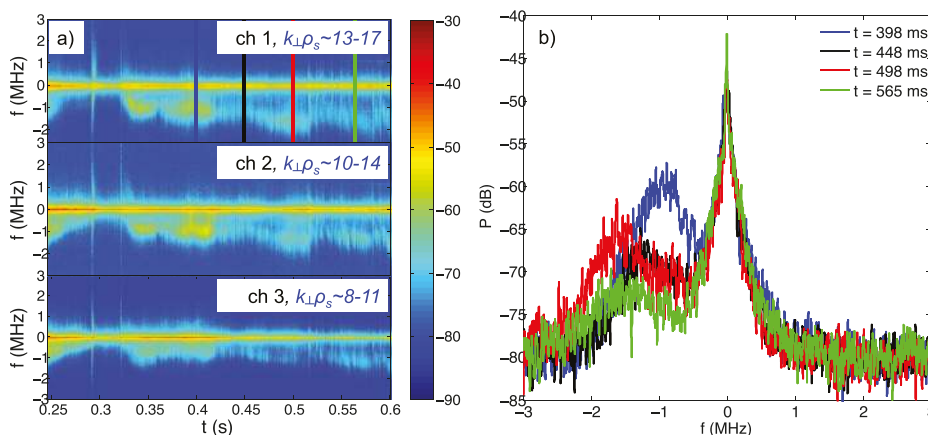 a)
ch 1, k⊥ρs~13-17
ch 2, k⊥ρs~10-14
ch 3, k⊥ρs~8-11
f (MHz)
3
2
1
0
-1
-2
f (MHz)
3
2
1
0
-1
-2
f (MHz)
3
2
1
0
-1
-2
-3
0.25 0.3 0.35 0.4 0.45 0.5 0.55 0.6
t (s)
-30
-40
-50
-60
-70
-80
-90
b)
t = 398 ms
t = 448 ms
t = 498 ms
t = 565 ms
P (dB)
−40
−45
−50
−55
−60
−65
−70
−75
−80
−85
−3 −2 −1 0 1 2 3
f (MHz)